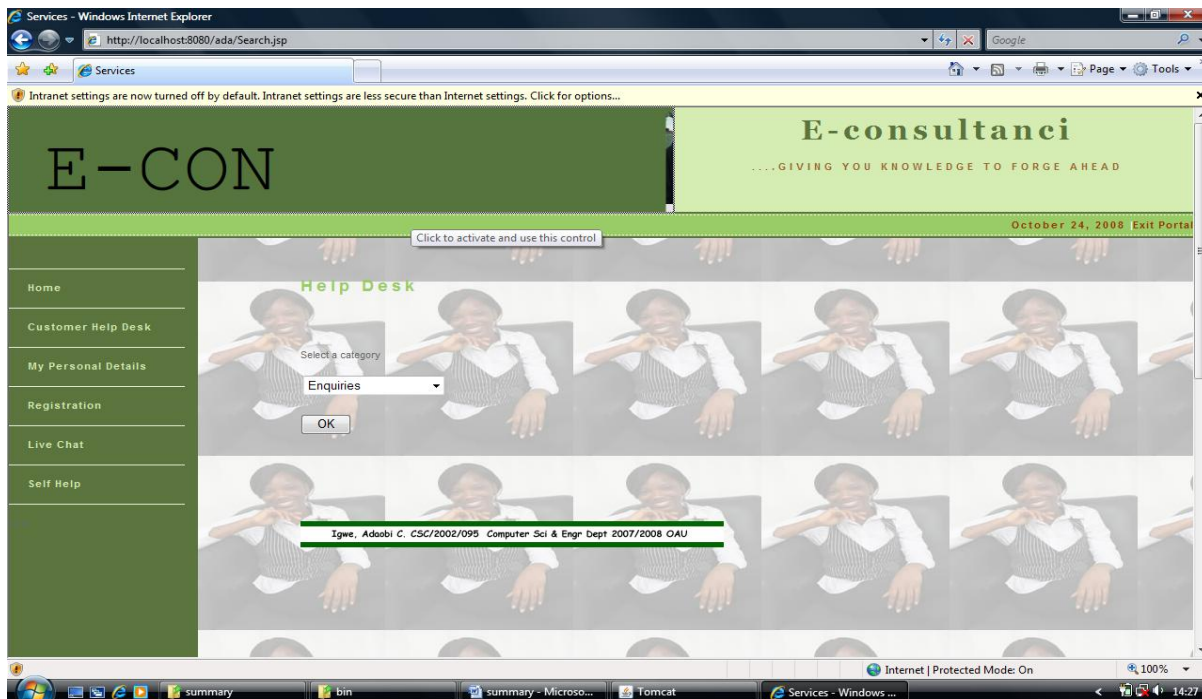 Services - Windows Internet Explorer
http://localhost:8080/ada/Search.jsp
Google
Services
Page
Tools
Intranet settings are now turned off by default. Intranet settings are less secure than Internet settings. Click for options...
E-CON
E-consultanci
....GIVING YOU KNOWLEDGE TO FORGE AHEAD
October 24, 2008 |Exit Portal
Click to activate and use this control
Home
Customer Help Desk
My Personal Details
Registration
Live Chat
Self Help
Help Desk
Select a category
Enquiries
OK
Igwe, Adaobi C. CSC/2002/095 Computer Sci & Engr Dept 2007/2008 OAU
Internet | Protected Mode: On
100%
summary
bin
summary - Microso...
Tomcat
Services - Windows ...
14:27